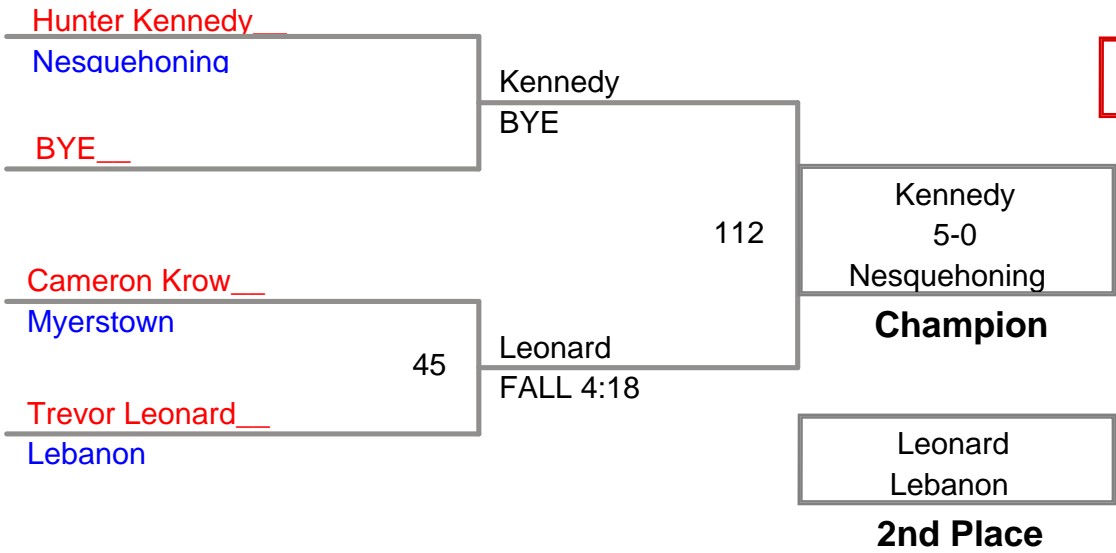 Hunter Kennedy__
Nesquehoning
Kennedy
BYE
BYE__
112
Kennedy
5-0
Nesquehoning
Champion
Cameron Krow__
Myerstown
45
Leonard
FALL 4:18
Trevor Leonard__
Lebanon
Leonard
Lebanon
2nd Place